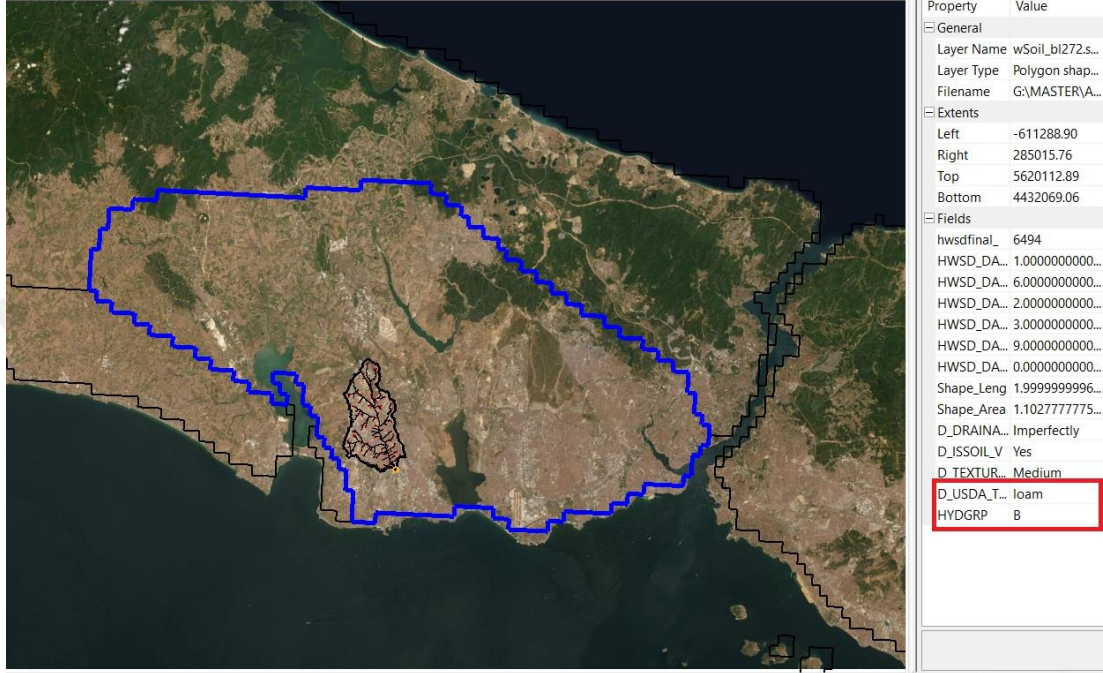 Property Value
General
Layer Name wSoil_bl272.s...
Layer Type Polygon shap...
Filename G:\MASTER\A...
Extents
Left -611288.90
Right 285015.76
Top 5620112.89
Bottom 4432069.06
Fields
hwsdfinal_ 6494
HWSD_DA... 1.0000000000...
HWSD_DA... 6.0000000000...
HWSD_DA... 2.0000000000...
HWSD_DA... 3.0000000000...
HWSD_DA... 9.0000000000...
HWSD_DA... 0.0000000000...
Shape_Leng 1.9999999996...
Shape_Area 1.1027777775...
D_DRAINA... Imperfectly
D_ISSOIL_V Yes
D_TEXTUR... Medium
D_USDA_T... loam
HYDGRP B